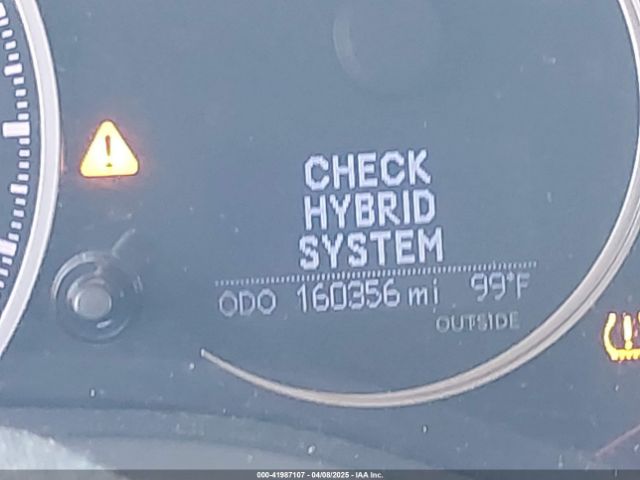 CHECK
HYBRID
SYSTEM
ODO 160356 mi 99°F
OUTSIDE
000-41987107 - 04/08/2025 - IAA Inc.